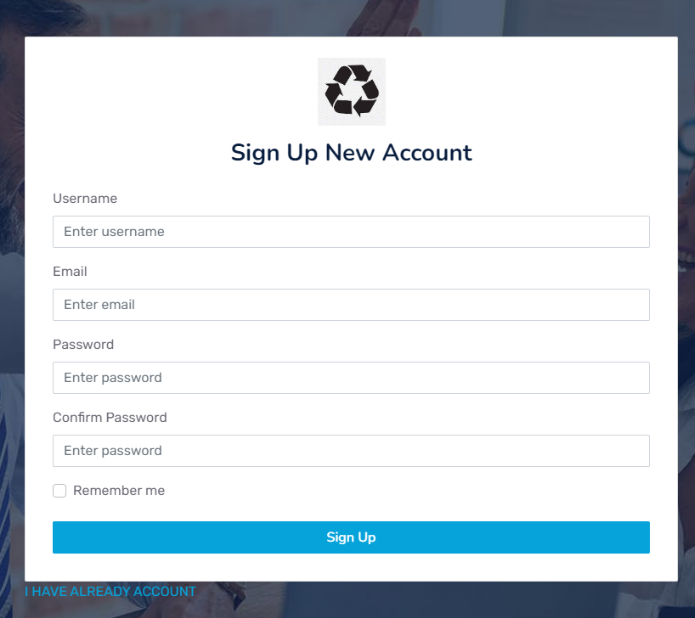 Sign Up New Account
Username
Enter username
Email
Enter email
Password
Enter password
Confirm Password
Enter password
Remember me
Sign Up
I HAVE ALREADY ACCOUNT